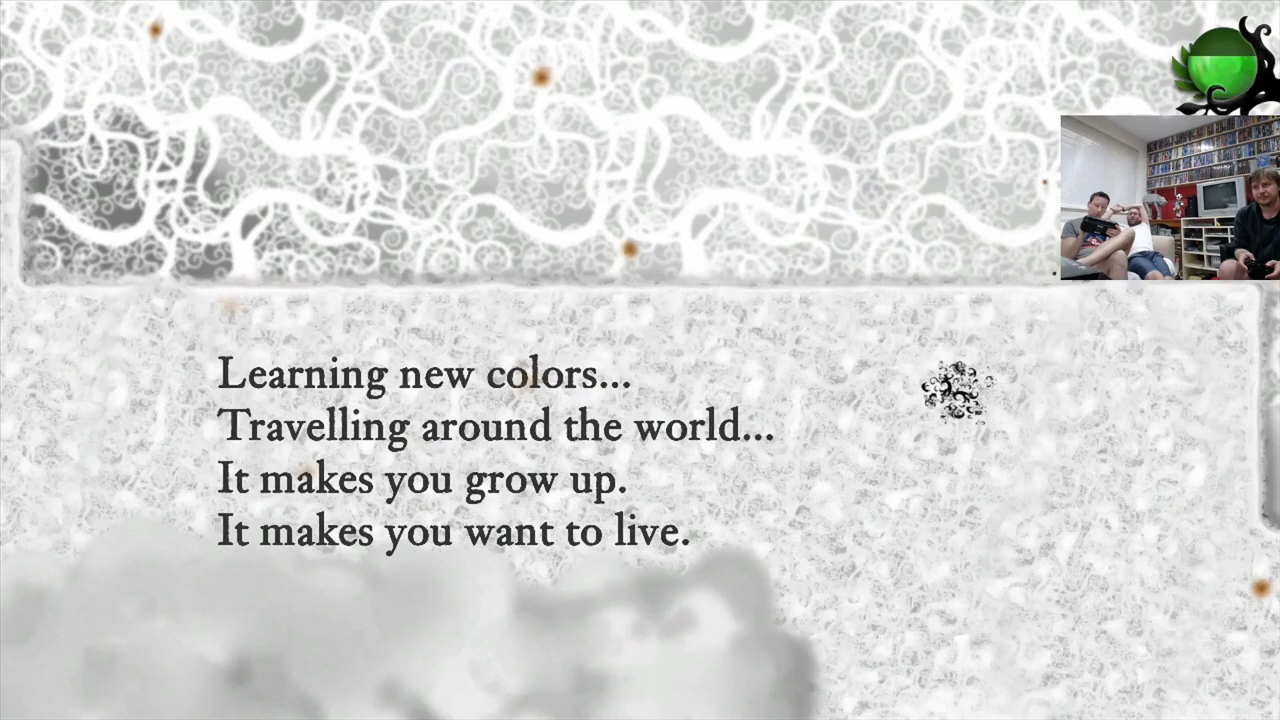 Learning new colors...
Travelling around the world...
It makes you grow up.
It makes you want to live.